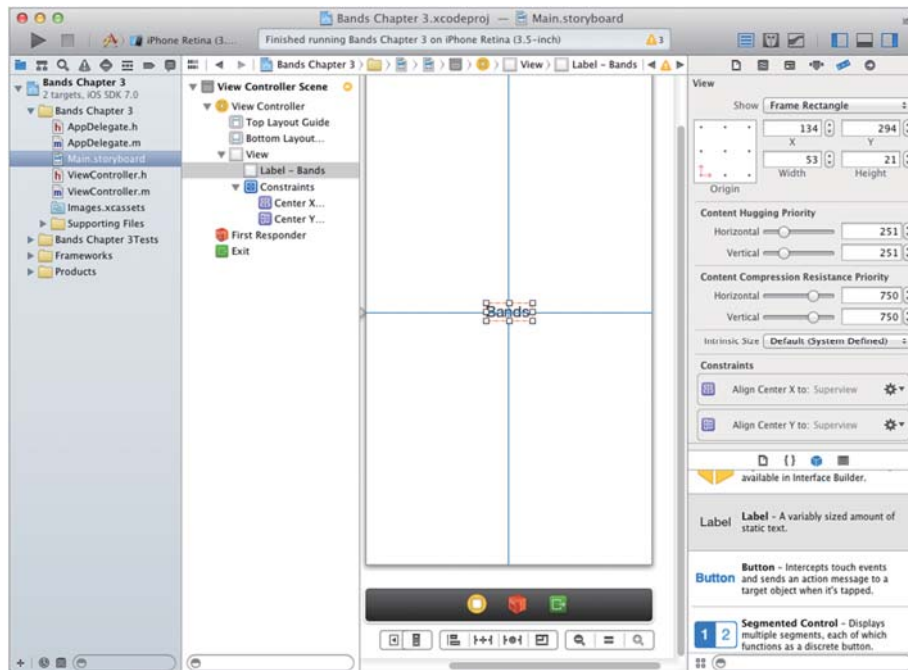 Bands Chapter 3.xcodeproj — Main.storyboard
iPhone Retina (3....
Finished running Bands Chapter 3 on iPhone Retina (3.5-inch)
3
Bands Chapter 3
2 targets, iOS SDK 7.0
Bands Chapter 3
AppDelegate.h
AppDelegate.m
Main.storyboard
ViewController.h
ViewController.m
Images.xcassets
Supporting Files
Bands Chapter 3Tests
Frameworks
Products
Bands Chapter 3
View
Label – Bands
View Controller Scene
View Controller
Top Layout Guide
Bottom Layout...
View
Label – Bands
Constraints
Center X...
Center Y...
First Responder
Exit
Bands
View
Show Frame Rectangle
134 294
X Y
53 21
Origin Width Height
Content Hugging Priority
Horizontal 251
Vertical 251
Content Compression Resistance Priority
Horizontal 750
Vertical 750
Intrinsic Size Default (System Defined)
Constraints
Align Center X to: Superview
Align Center Y to: Superview
available in Interface Builder.
Label Label – A variably sized amount of
static text.
Button Button – Intercepts touch events
and sends an action message to a
target object when it's tapped.
1 2 Segmented Control – Displays
multiple segments, each of which
functions as a discrete button.